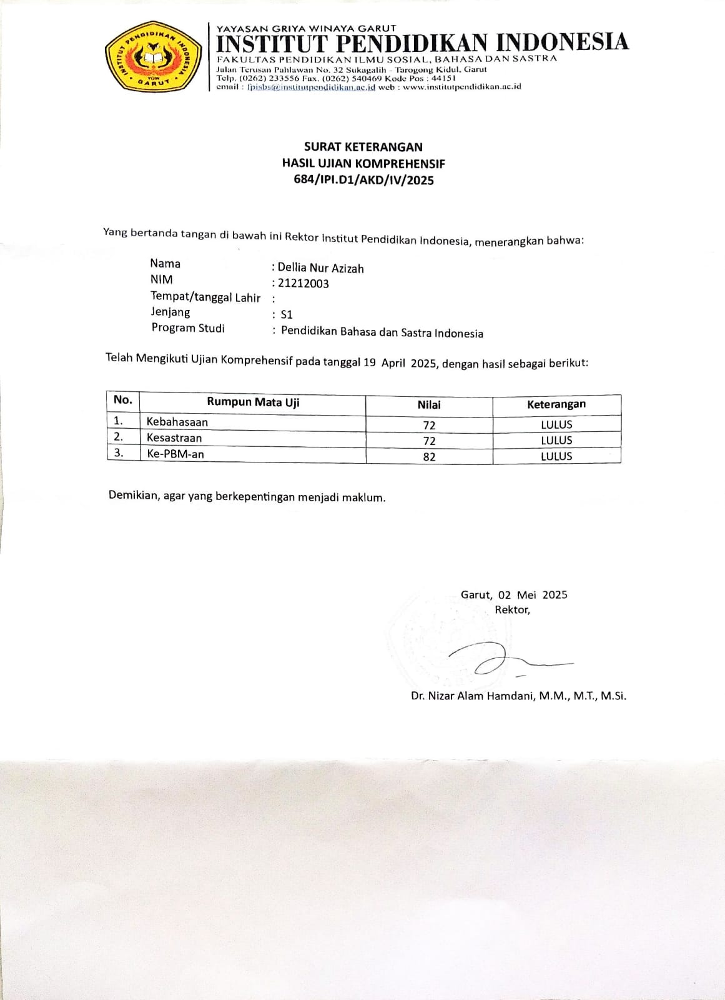 INSTITUT PENDIDIKAN INDONESIA
YGW
GARUT
YAYASAN GRIYA WINAYA GARUT
INSTITUT PENDIDIKAN INDONESIA
FAKULTAS PENDIDIKAN ILMU SOSIAL, BAHASA DAN SASTRA
Jalan Terusan Pahlawan No. 32 Sukagalih - Tarogong Kidul. Garut
Telp. (0262) 233556 Fax. (0262) 540469 Kode Pos : 44151
email : fpisbs@institutpendidikan.ac.id web : www.institutpendidikan.ac.id
SURAT KETERANGAN
HASIL UJIAN KOMPREHENSIF
684/IPI.D1/AKD/IV/2025
Yang bertanda tangan di bawah ini Rektor Institut Pendidikan Indonesia, menerangkan bahwa:
Nama : Dellia Nur Azizah
NIM : 21212003
Tempat/tanggal Lahir :
Jenjang : S1
Program Studi : Pendidikan Bahasa dan Sastra Indonesia
Telah Mengikuti Ujian Komprehensif pada tanggal 19 April 2025, dengan hasil sebagai berikut:
No. Rumpun Mata Uji Nilai Keterangan
1. Kebahasaan 72 LULUS
2. Kesastraan 72 LULUS
3. Ke-PBM-an 82 LULUS
Demikian, agar yang berkepentingan menjadi maklum.
Garut, 02 Mei 2025
Rektor,
Dr. Nizar Alam Hamdani, M.M., M.T., M.Si.